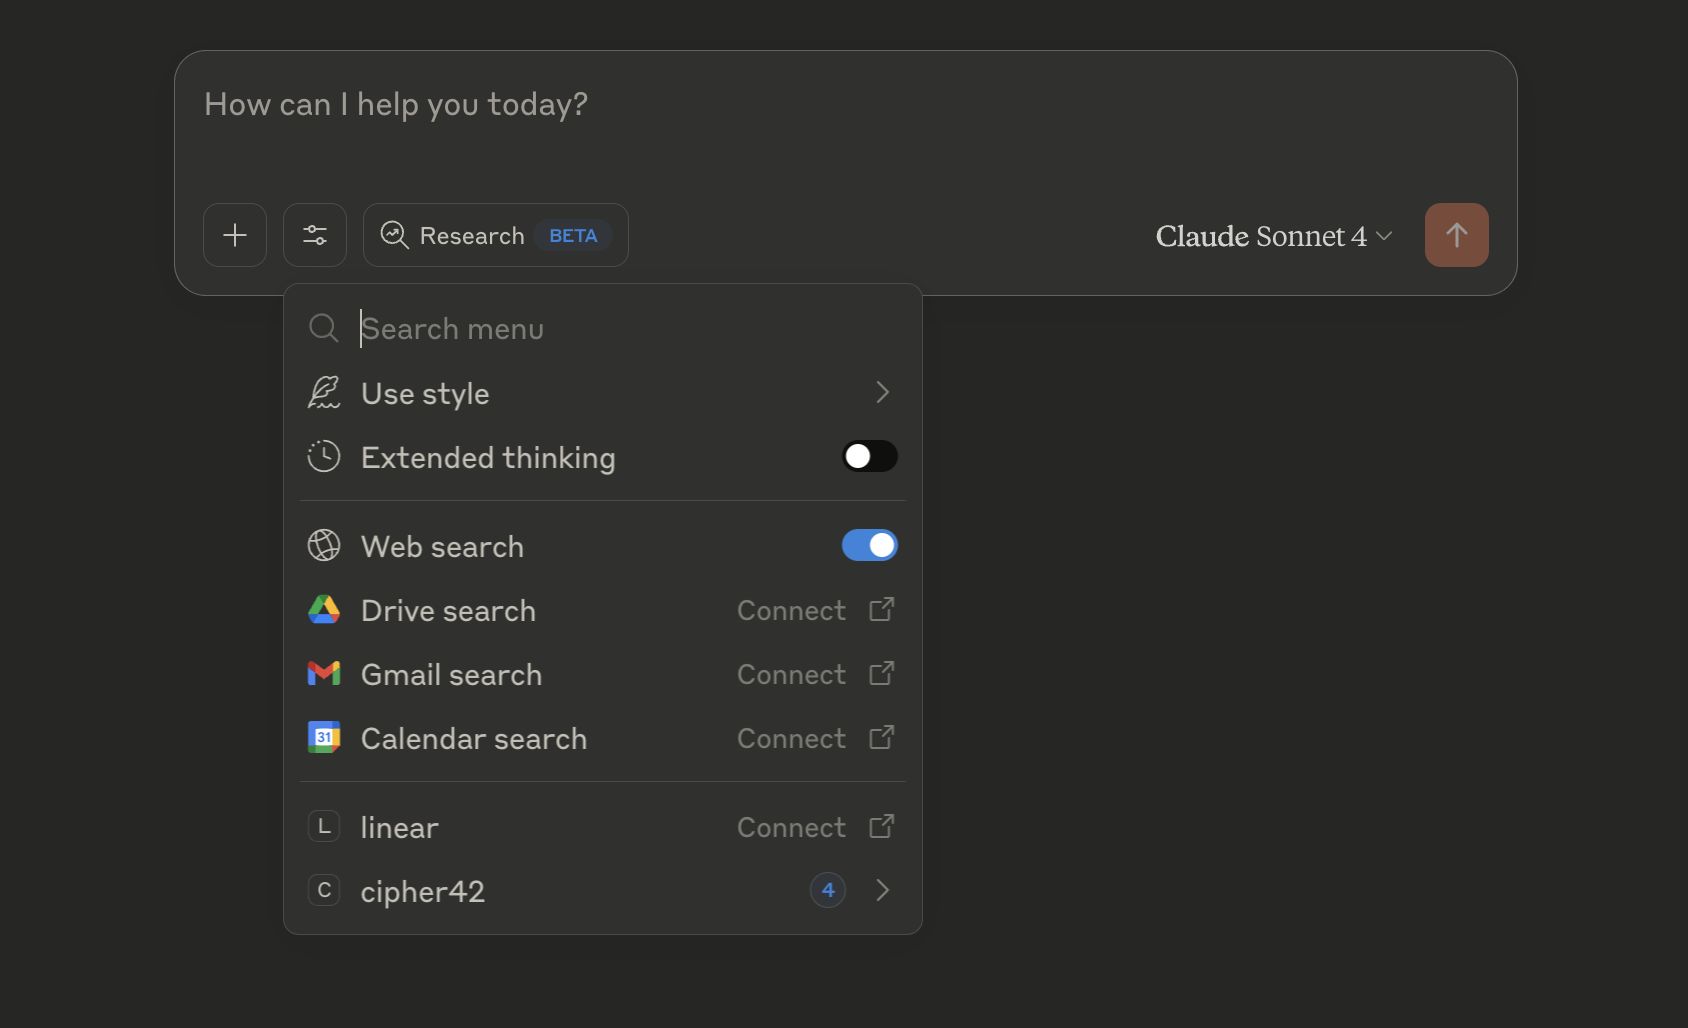 How can I help you today?
Research BETA
Claude Sonnet 4
Search menu
Use style
Extended thinking
Web search
Drive search Connect
Gmail search Connect
31 Calendar search Connect
L linear Connect
C cipher42 4